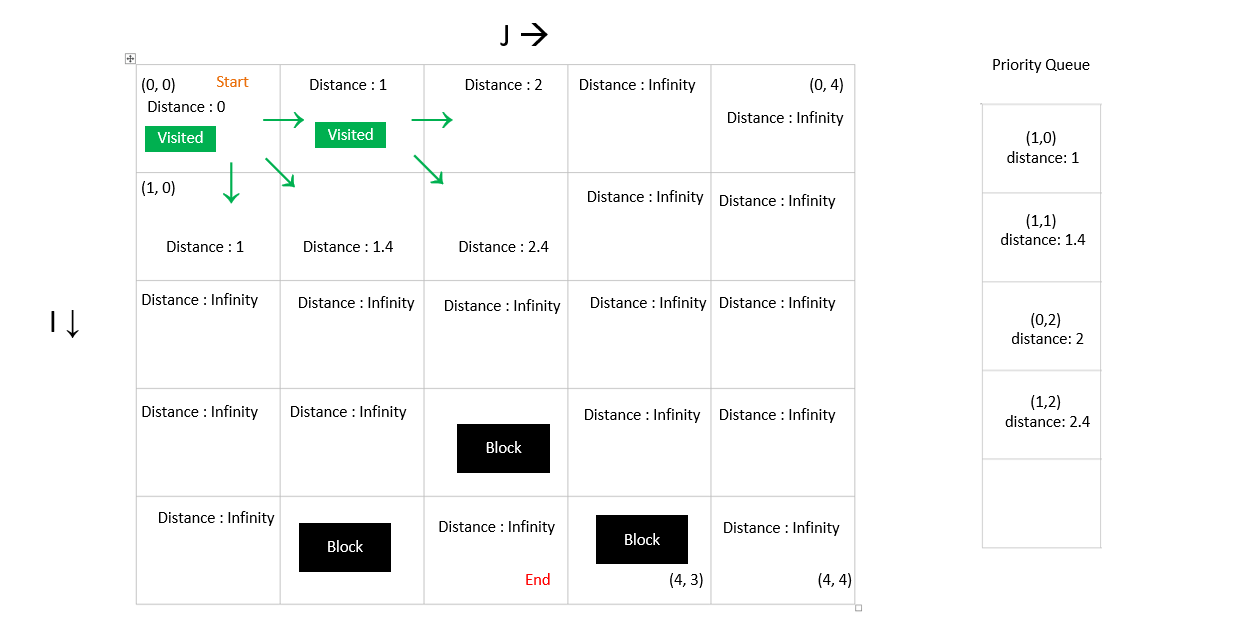 J →
Priority Queue
(0, 0) Start
Distance : 0
Visited
Distance : 1
Visited
Distance : 2
Distance : Infinity
(0, 4)
Distance : Infinity
(1, 0)
Distance : 1
Distance : 1.4
Distance : 2.4
Distance : Infinity
Distance : Infinity
I ↓
Distance : Infinity
Distance : Infinity
Distance : Infinity
Distance : Infinity
Distance : Infinity
Distance : Infinity
Distance : Infinity
Block
Distance : Infinity
Distance : Infinity
Distance : Infinity
Block
Distance : Infinity
End
Block
(4, 3)
Distance : Infinity
(4, 4)
(1,0)
distance: 1
(1,1)
distance: 1.4
(0,2)
distance: 2
(1,2)
distance: 2.4